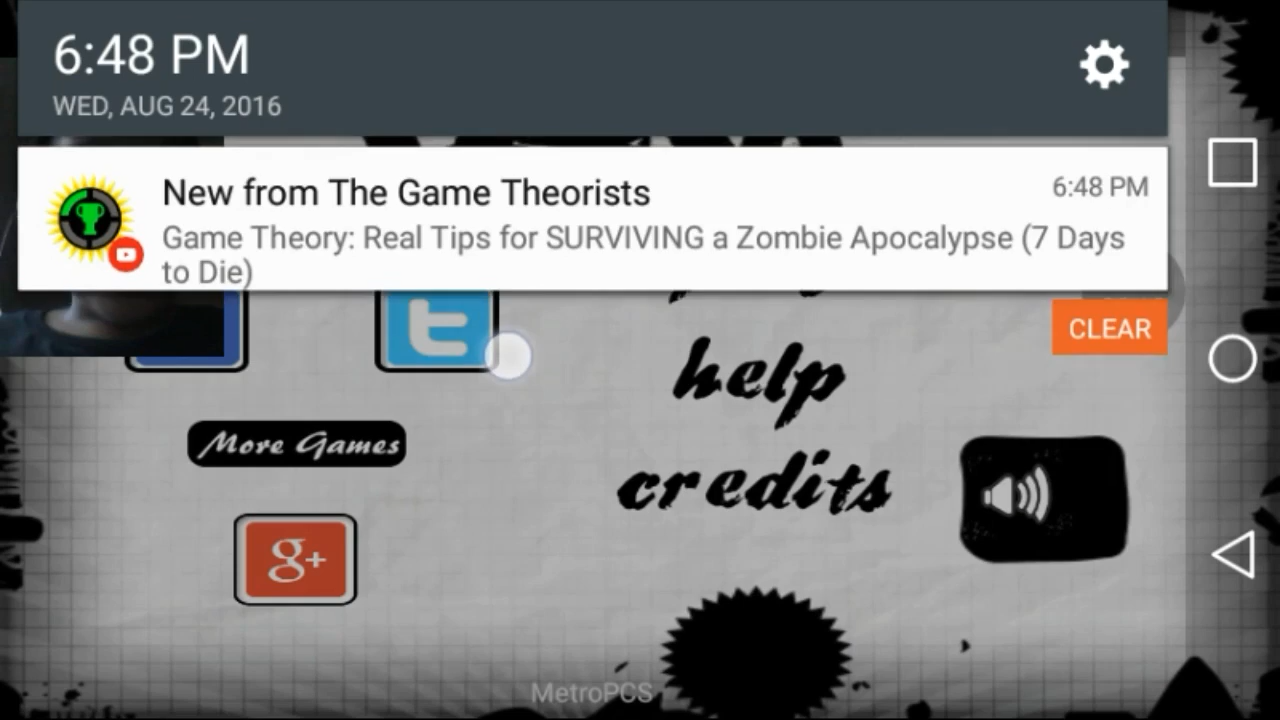 6:48 PM
WED, AUG 24, 2016
New from The Game Theorists
6:48 PM
Game Theory: Real Tips for SURVIVING a Zombie Apocalypse (7 Days
to Die)
CLEAR
help
More Games
credits
g+
MetroPCS